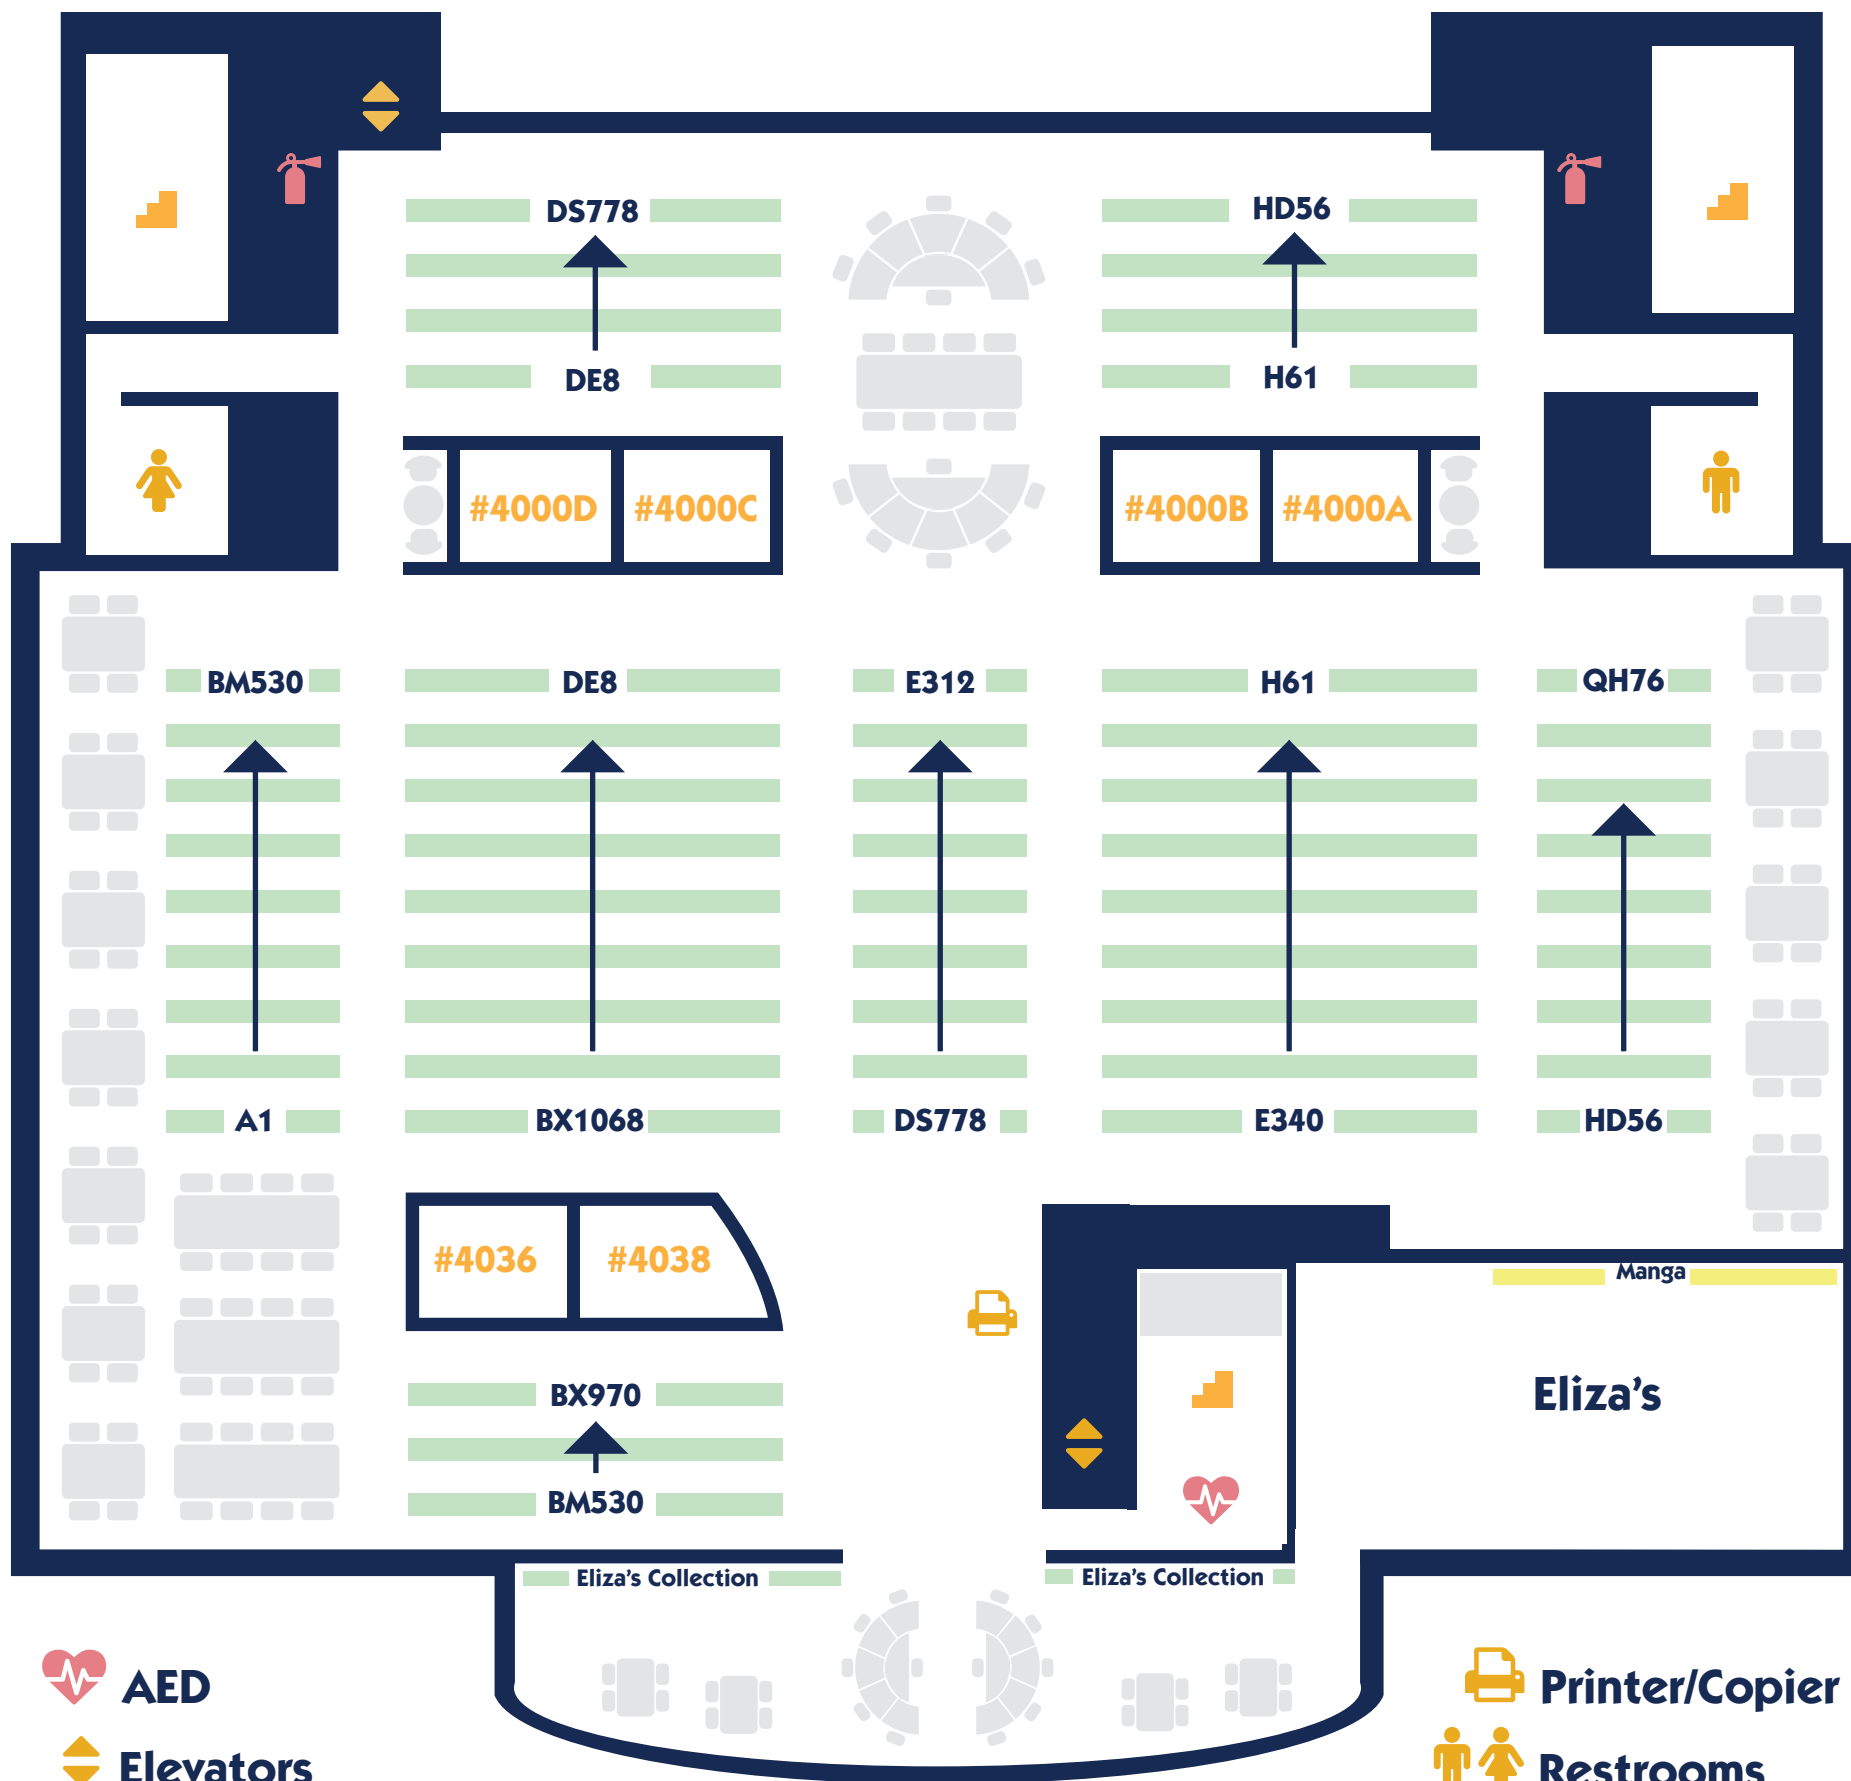 DS778
HD56
DE8
H61
#4000D
#4000C
#4000B
#4000A
BM530
DE8
E312
H61
QH76
A1
BX1068
DS778
E340
HD56
#4036
#4038
Manga
BX970
Eliza's
BM530
Eliza's Collection
Eliza's Collection
AED
Printer/Copier
Elevators
Restrooms